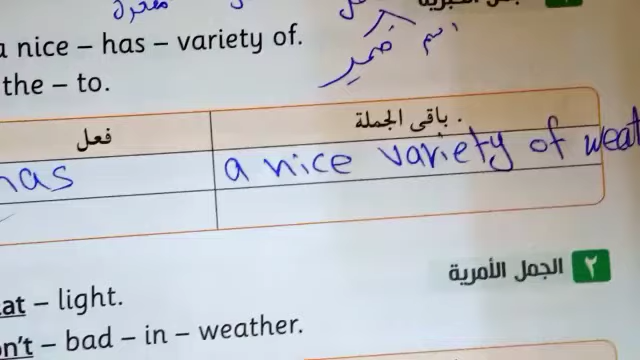 a nice – has – variety of.
اسم ضمير
the – to.
فعل
باقى الجملة .
has
a nice variety of weat
٢ الجمل الأمرية
at – light.
n't – bad – in – weather.